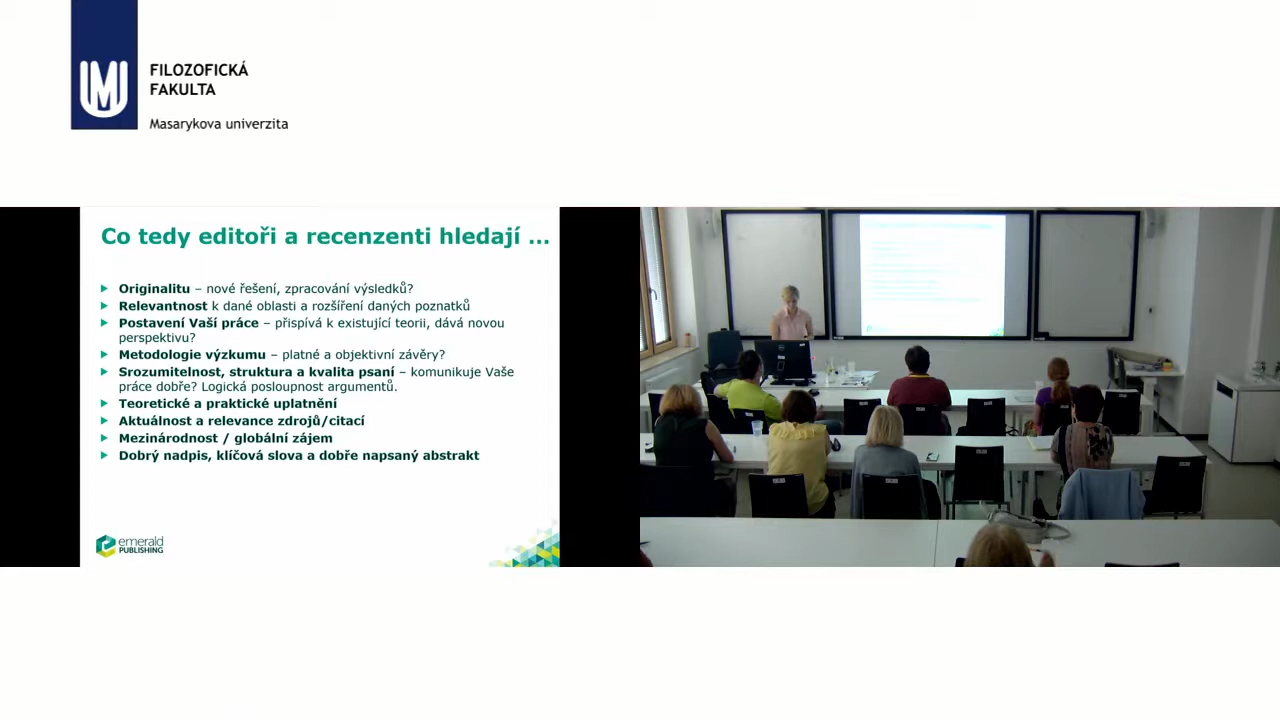 FILOZOFICKÁ
FAKULTA
Masarykova univerzita
Co tedy editoři a recenzenti hledají ...
Originalitu – nové řešení, zpracování výsledků?
Relevantnost k dané oblasti a rozšíření daných poznatků
Postavení Vaší práce – přispívá k existující teorii, dává novou
perspektivu?
Metodologie výzkumu – platné a objektivní závěry?
Srozumitelnost, struktura a kvalita psaní – komunikuje Vaše
práce dobře? Logická posloupnost argumentů.
Teoretické a praktické uplatnění
Aktuálnost a relevance zdrojů/citací
Mezinárodnost / globální zájem
Dobrý nadpis, klíčová slova a dobře napsaný abstrakt
emerald
PUBLISHING